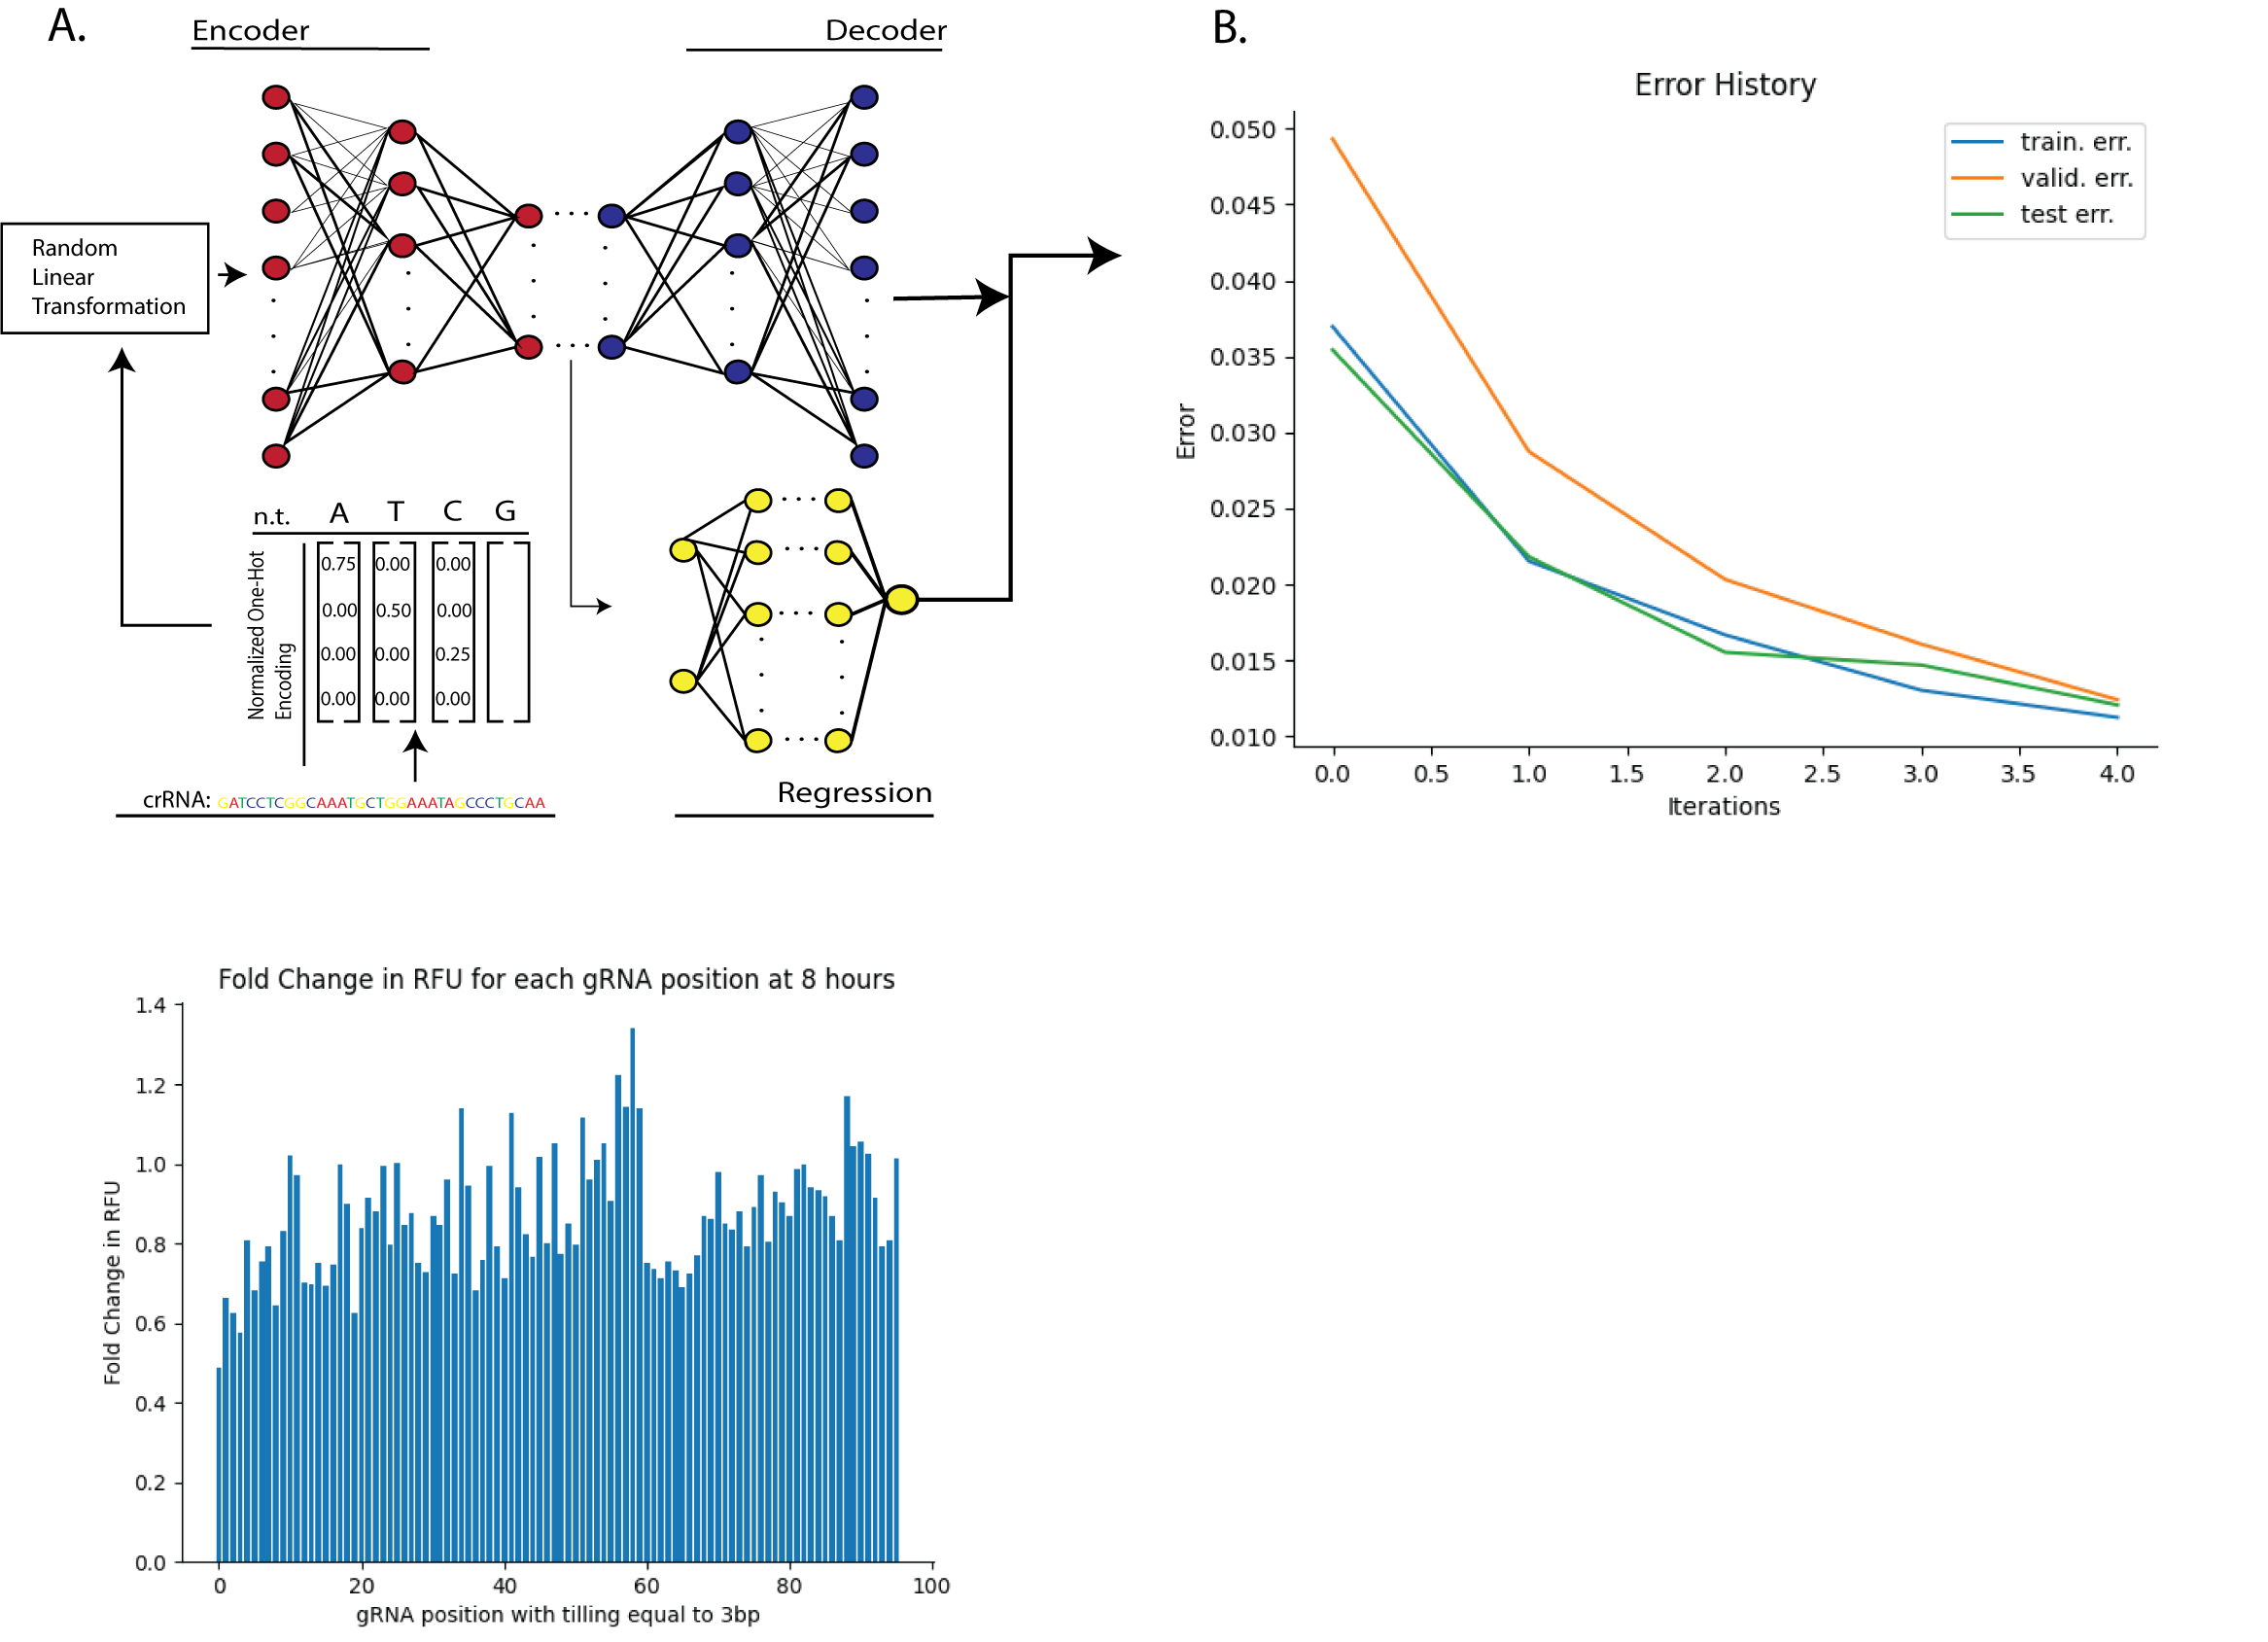 A.
Encoder
Decoder
Random
Linear
Transformation
n.t. A T C G
Normalized One-Hot
Encoding
0.75 0.00 0.00
0.00 0.50 0.00
0.00 0.00 0.25
0.00 0.00 0.00
crRNA: GATCCTCGGCAAATGCTGGAAATAGCCCTGCAA
Regression
B.
Error History
train. err.
valid. err.
test err.
Error
0.050
0.045
0.040
0.035
0.030
0.025
0.020
0.015
0.010
0.0 0.5 1.0 1.5 2.0 2.5 3.0 3.5 4.0
Iterations
Fold Change in RFU for each gRNA position at 8 hours
Fold Change in RFU
1.4
1.2
1.0
0.8
0.6
0.4
0.2
0.0
0 20 40 60 80 100
gRNA position with tilling equal to 3bp